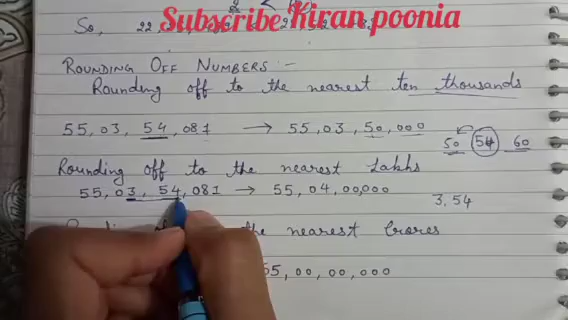 Subscribe Kiran poonia
So, 22,
ROUNDING OFF NUMBERS :-
Rounding off to the nearest ten thousands
55,03, 54,081 → 55,03,50,000
50 54 60
Rounding off to the nearest Lakhs
55,03, 54,081 → 55,04,00,000
3,54
the nearest Crores
55,00,00,000